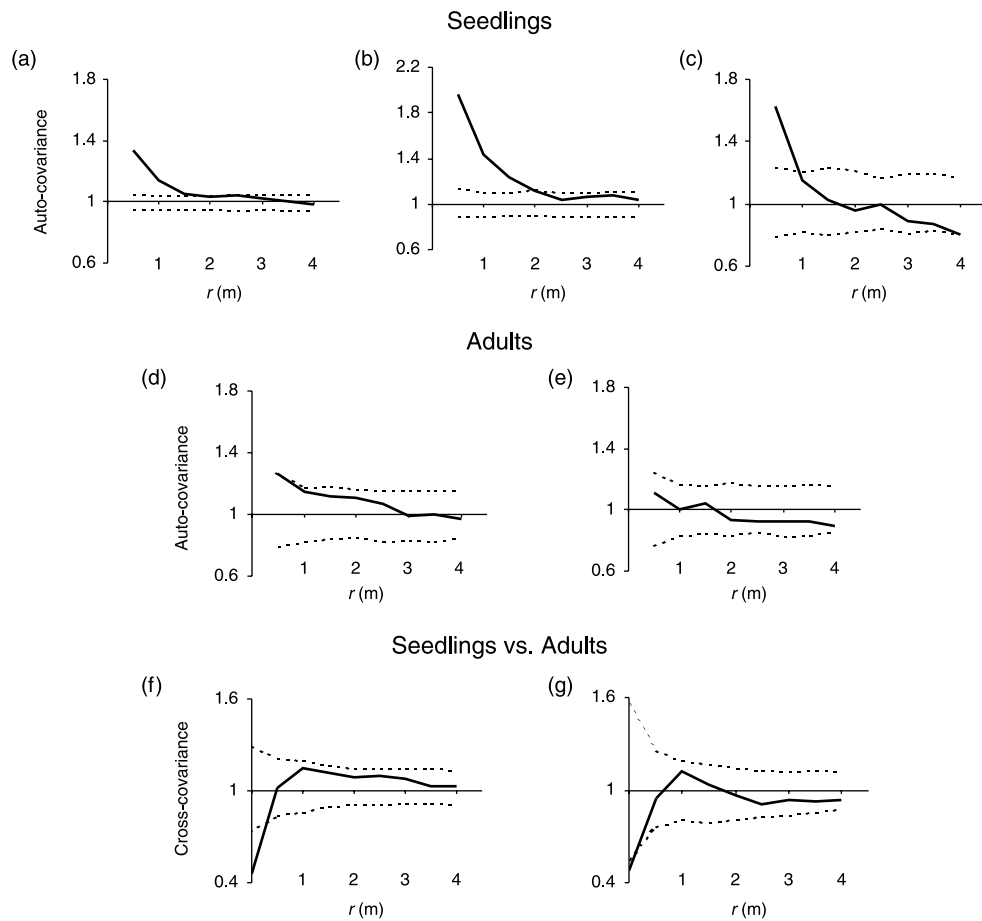 Seedlings
(a) (b) (c)
1.8 2.2 1.8
1.8
1.4 1.4 1.4
Auto-covariance
1 1 1
0.6 0.6 0.6
1 2 3 4 1 2 3 4 1 2 3 4
r (m) r (m) r (m)
Adults
(d) (e)
1.8 1.8
1.4 1.4
Auto-covariance
1 1
0.6 0.6
1 2 3 4 1 2 3 4
r (m) r (m)
Seedlings vs. Adults
(f) (g)
1.6 1.6
Cross-covariance
1 1
0.4 0.4
1 2 3 4 1 2 3 4